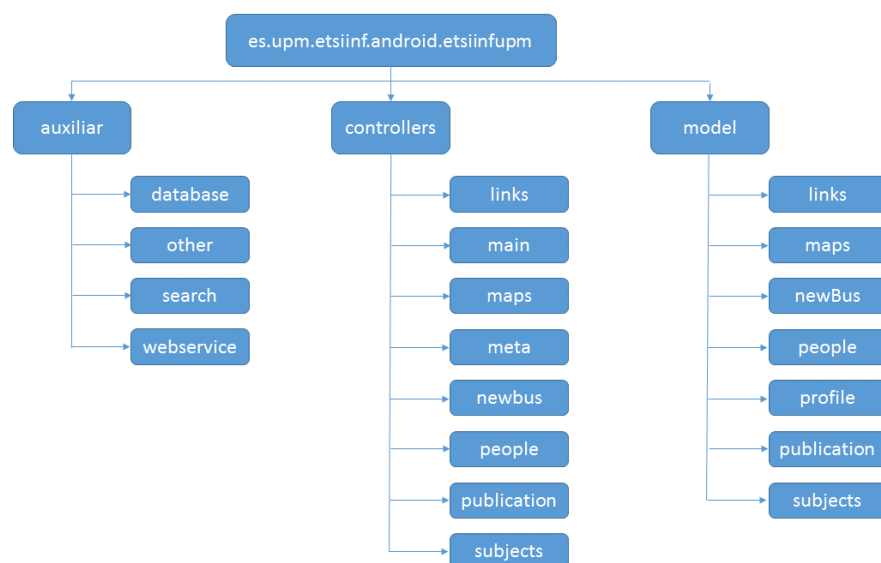 es.upm.etsiinf.android.etsiinfupm
auxiliar
database
other
search
webservice
controllers
links
main
maps
meta
newbus
people
publication
subjects
model
links
maps
newBus
people
profile
publication
subjects